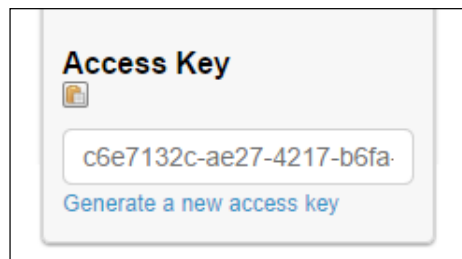 Access Key
c6e7132c-ae27-4217-b6fa-
Generate a new access key